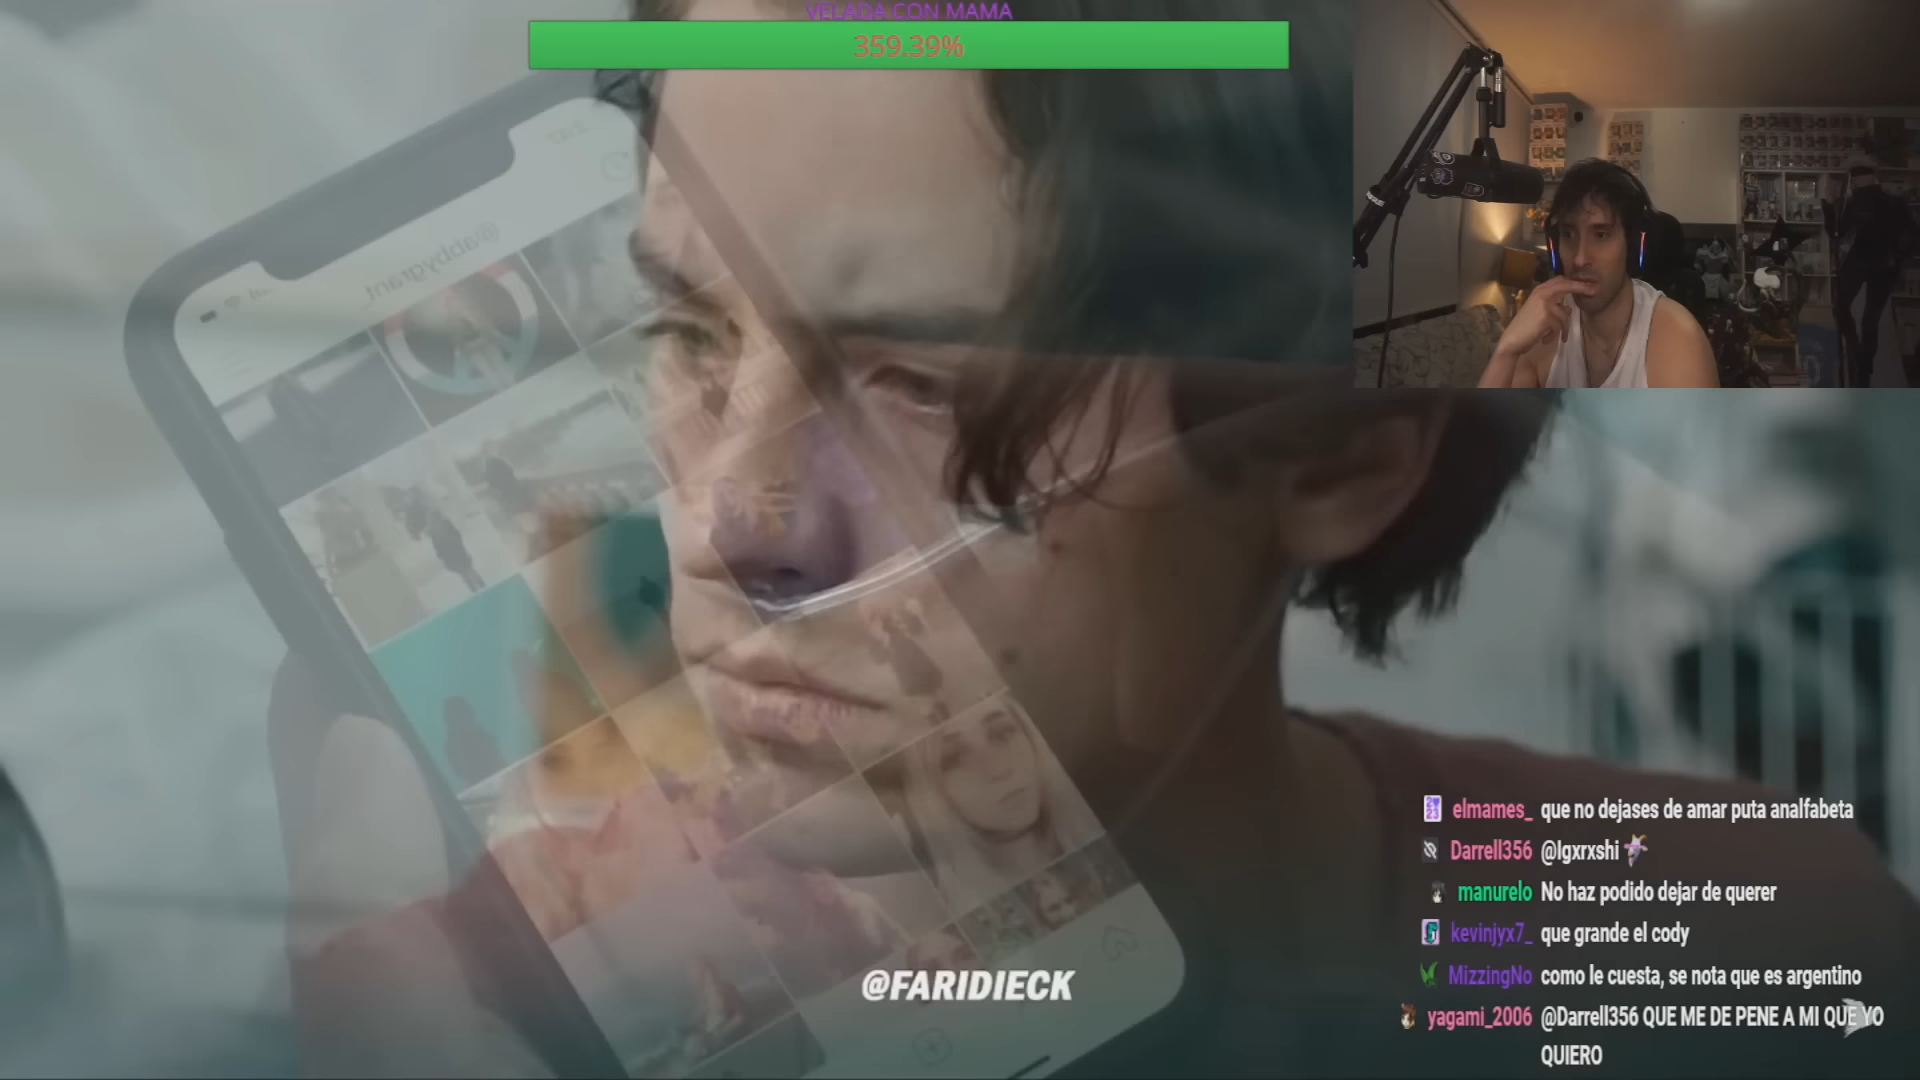 VELADA CON MAMA
359.39%
@abbygrant
@FARIDIECK
elmames_ que no dejases de amar puta analfabeta
Darrell356 @lgxrxshi
manurelo No haz podido dejar de querer
kevinjyx7_ que grande el cody
MizzingNo como le cuesta, se nota que es argentino
yagami_2006 @Darrell356 QUE ME DE PENE A MI QUE YO
QUIERO